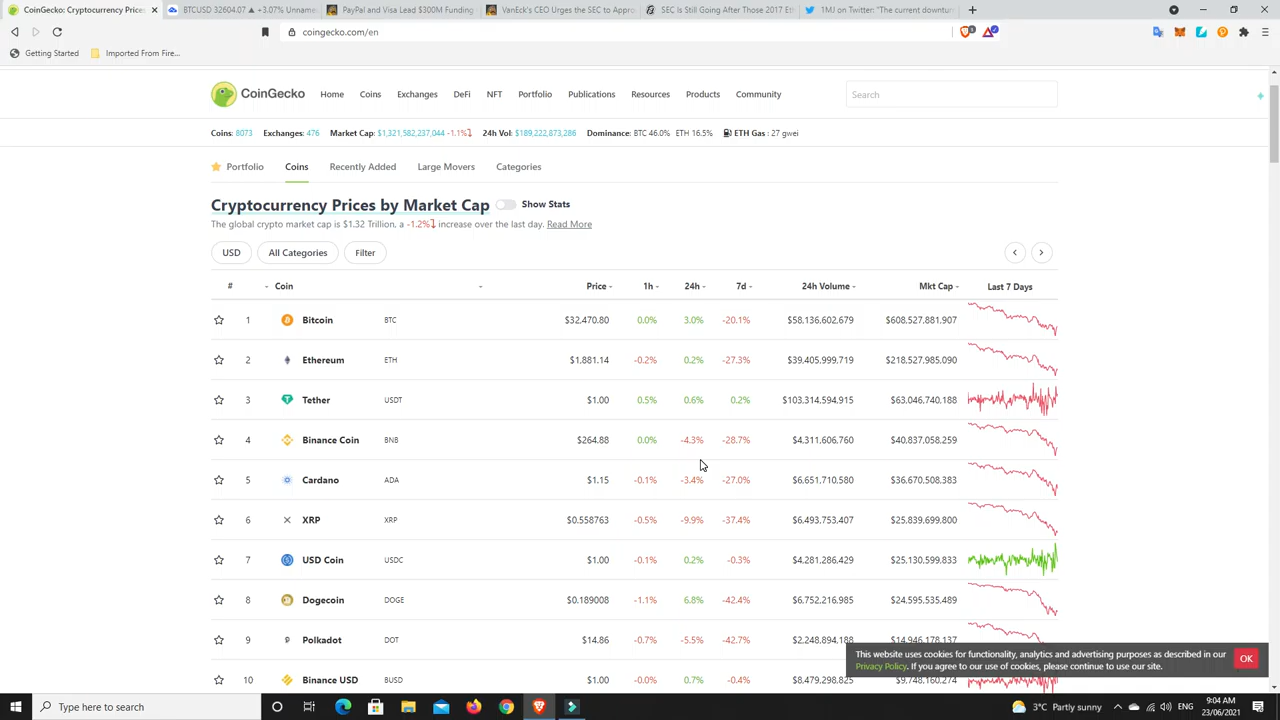 CoinGecko: Cryptocurrency Price
BTCUSD 32604.07 ▲ +3.07% Unname
PayPal and Visa Lead $300M Funding
VanEck's CEO Urges the SEC to Appro
SEC Is Still Going After Those 2017 E
1MJ on Twitter: "The current downturn
coingecko.com/en
Getting Started
Imported From Fire...
CoinGecko
Home Coins Exchanges DeFi NFT Portfolio Publications Resources Products Community
Search
Coins: 8073 Exchanges: 476 Market Cap: $1,321,582,237,044 -1.1% 24h Vol: $189,222,873,286 Dominance: BTC 46.0% ETH 16.5% ETH Gas : 27 gwei
Portfolio Coins Recently Added Large Movers Categories
Cryptocurrency Prices by Market Cap Show Stats
The global crypto market cap is $1.32 Trillion, a -1.2% increase over the last day. Read More
USD All Categories Filter
# Coin Price 1h 24h 7d 24h Volume Mkt Cap Last 7 Days
1 Bitcoin BTC $32,470.80 0.0% 3.0% -20.1% $58,136,602,679 $608,527,881,907
2 Ethereum ETH $1,881.14 -0.2% 0.2% -27.3% $39,405,999,719 $218,527,985,090
3 Tether USDT $1.00 0.5% 0.6% 0.2% $103,314,594,915 $63,046,740,188
4 Binance Coin BNB $264.88 0.0% -4.3% -28.7% $4,311,606,760 $40,837,058,259
5 Cardano ADA $1.15 -0.1% -3.4% -27.0% $6,651,710,580 $36,670,508,383
6 XRP XRP $0.558763 -0.5% -9.9% -37.4% $6,493,753,407 $25,839,699,800
7 USD Coin USDC $1.00 -0.1% 0.2% -0.3% $4,281,286,429 $25,130,599,833
8 Dogecoin DOGE $0.189008 -1.1% 6.8% -42.4% $6,752,216,985 $24,595,535,489
9 Polkadot DOT $14.86 -0.7% -5.5% -42.7% $2,248,894,188 $14,946,178,137
10 Binance USD BUSD $1.00 -0.0% 0.7% -0.4% $8,479,298,825 $9,748,160,274
This website uses cookies for functionality, analytics and advertising purposes as described in our
Privacy Policy. If you agree to our use of cookies, please continue to use our site.
OK
Type here to search
3°C Partly sunny
ENG
9:04 AM
23/06/2021